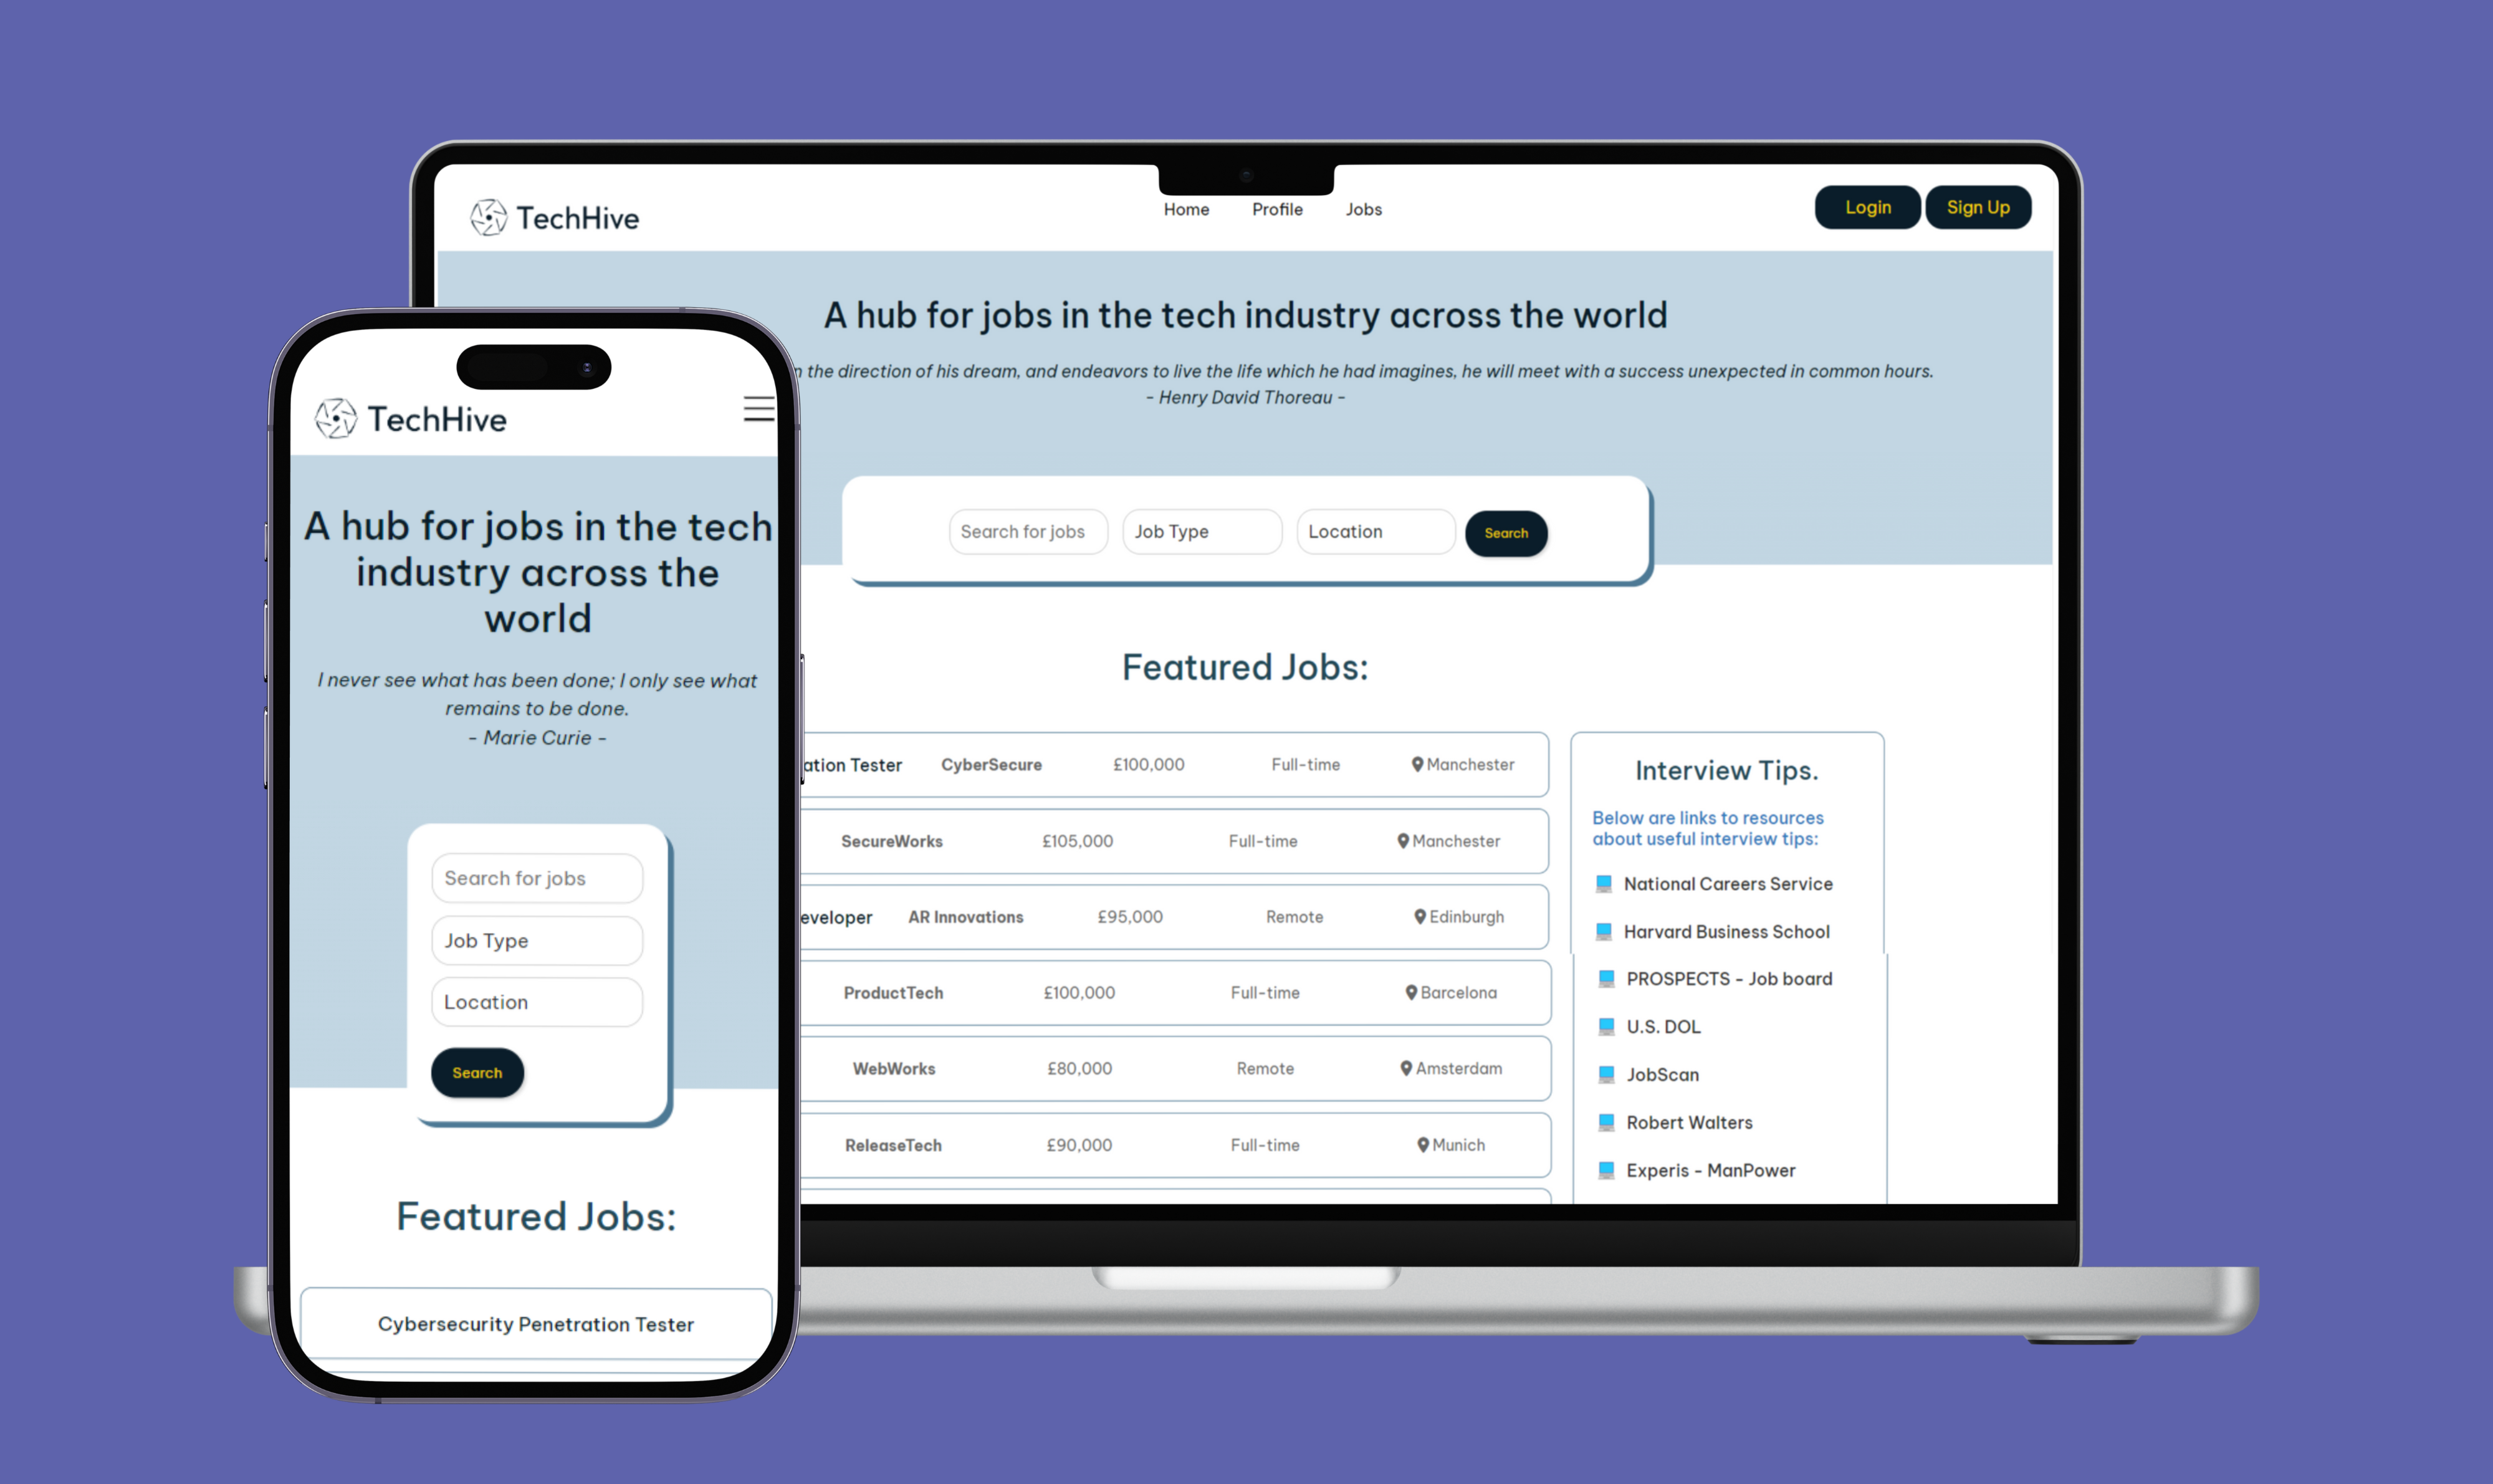 TechHive
Home Profile Jobs
Login Sign Up
A hub for jobs in the tech industry across the world
the direction of his dream, and endeavors to live the life which he had imagines, he will meet with a success unexpected in common hours.
- Henry David Thoreau -
Search for jobs Job Type Location Search
Featured Jobs:
Tester CyberSecure £100,000 Full-time Manchester
SecureWorks £105,000 Full-time Manchester
AR Innovations £95,000 Remote Edinburgh
ProductTech £100,000 Full-time Barcelona
WebWorks £80,000 Remote Amsterdam
ReleaseTech £90,000 Full-time Munich
Interview Tips.
Below are links to resources
about useful interview tips:
National Careers Service
Harvard Business School
PROSPECTS - Job board
U.S. DOL
JobScan
Robert Walters
Experis - ManPower
TechHive
A hub for jobs in the tech
industry across the
world
I never see what has been done; I only see what
remains to be done.
- Marie Curie -
Search for jobs
Job Type
Location
Search
Featured Jobs:
Cybersecurity Penetration Tester